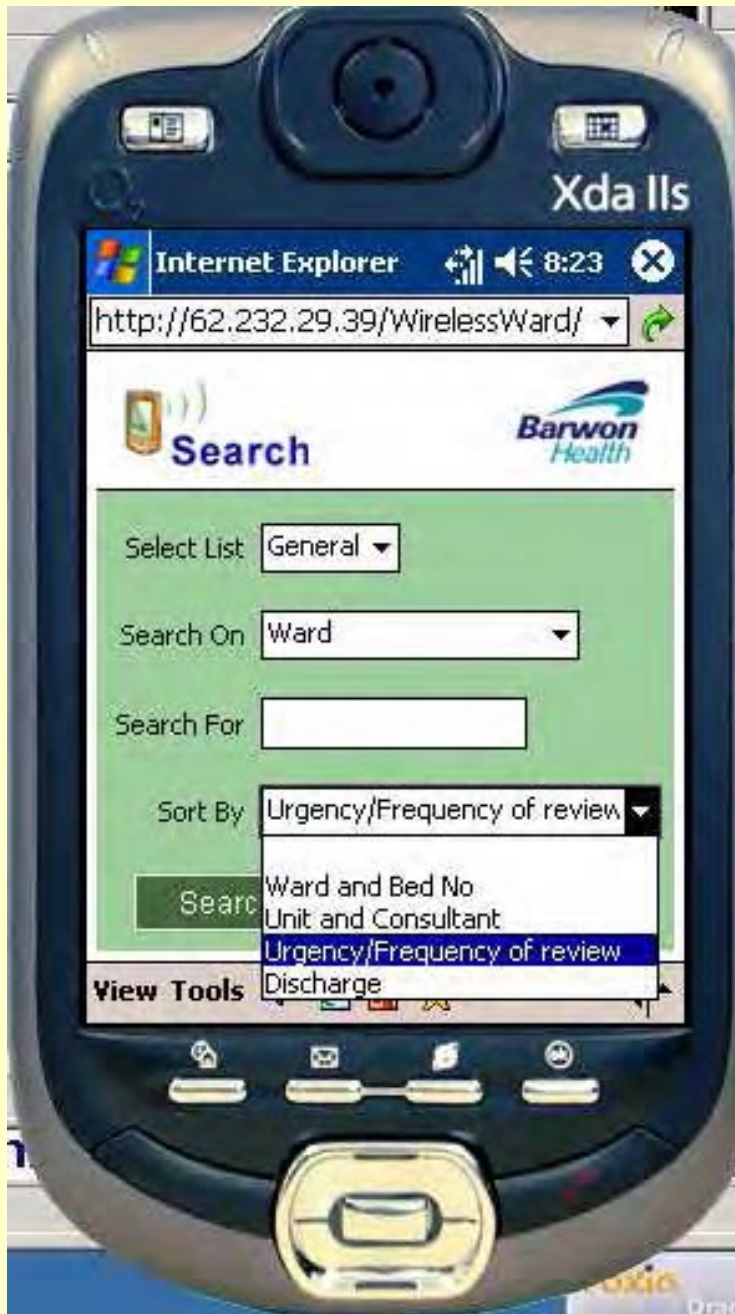 Xda IIs
Internet Explorer 8:23
http://62.232.29.39/WirelessWard/
Search
Barwon
Health
Select List General
Search On Ward
Search For
Sort By Urgency/Frequency of review
Ward and Bed No
Searc
Unit and Consultant
Urgency/Frequency of review
Discharge
View Tools